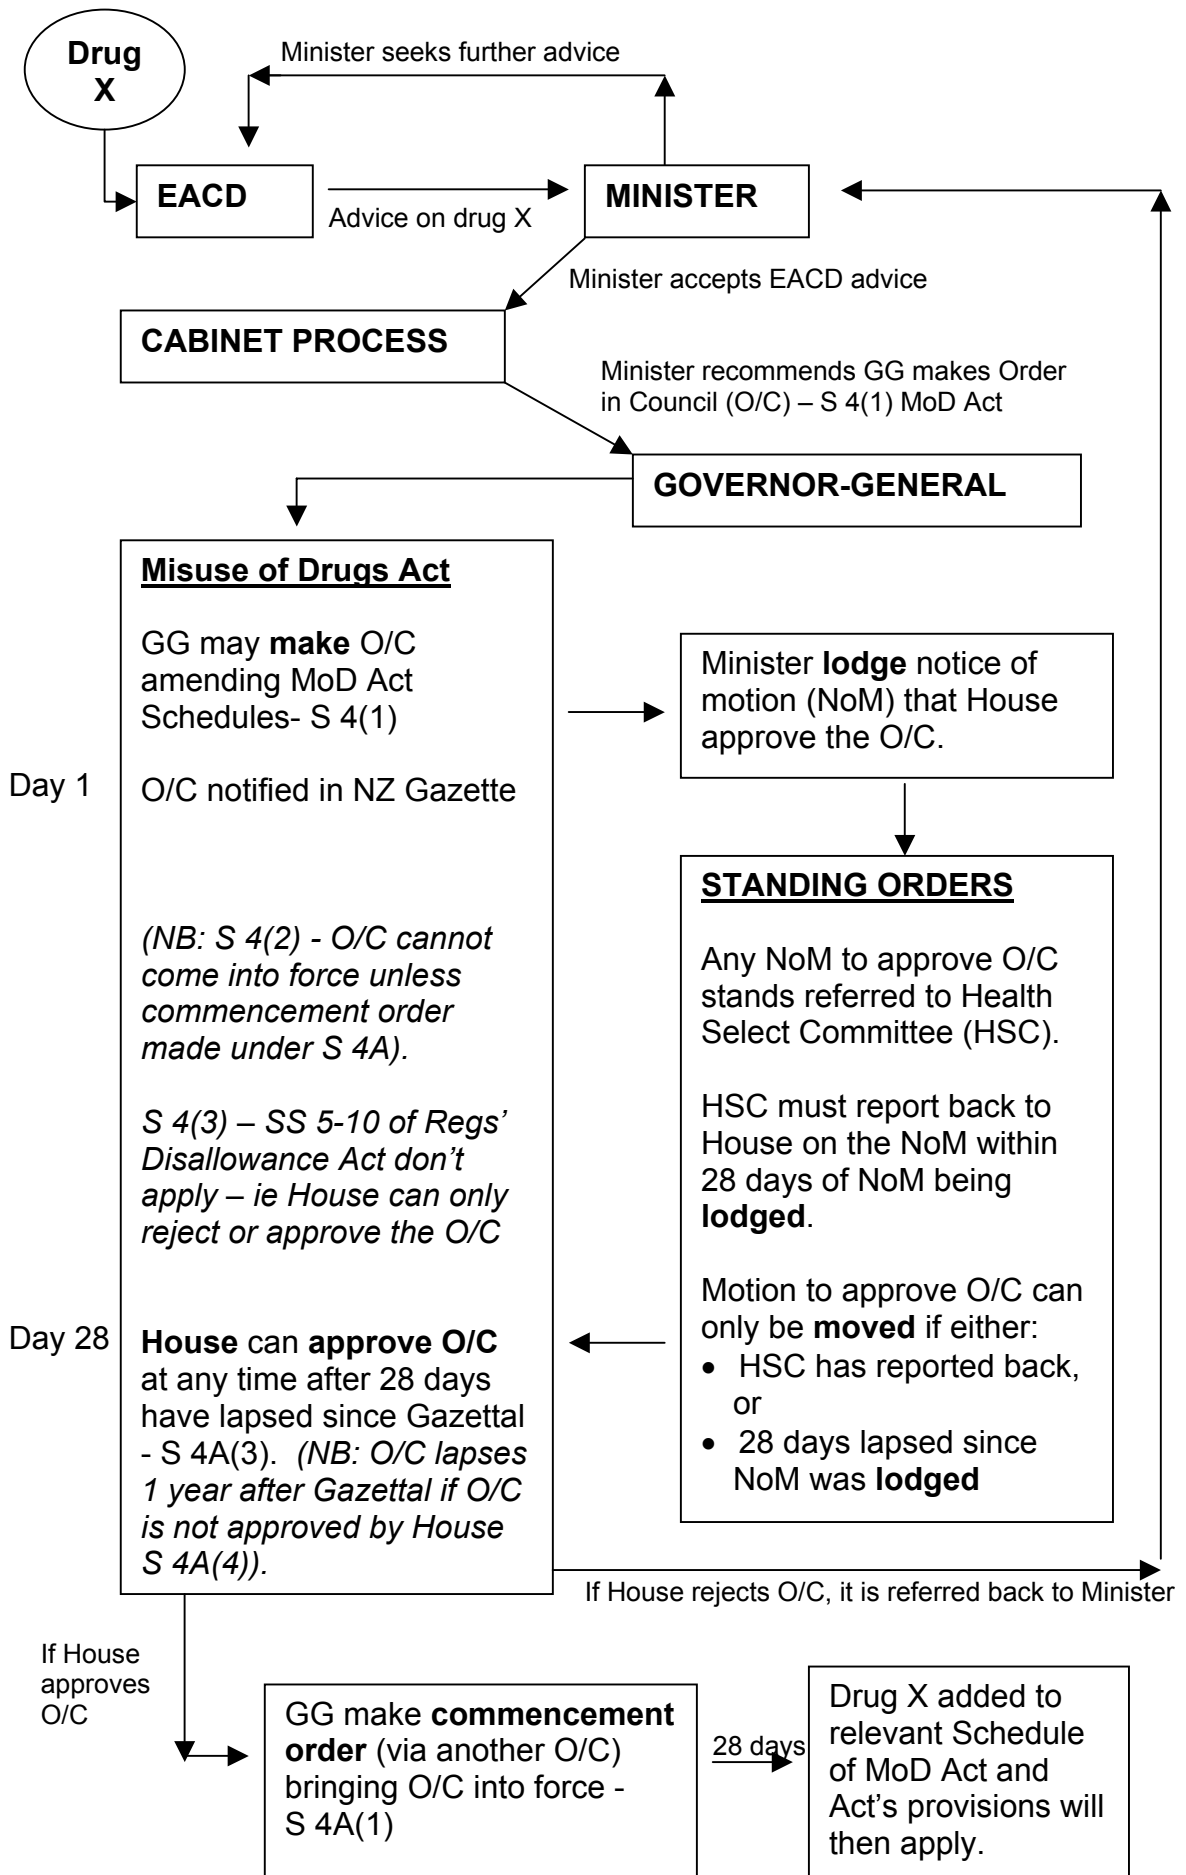 Drug
X
Minister seeks further advice
EACD
Advice on drug X
MINISTER
Minister accepts EACD advice
CABINET PROCESS
Minister recommends GG makes Order
in Council (O/C) – S 4(1) MoD Act
GOVERNOR-GENERAL
Misuse of Drugs Act
GG may make O/C
amending MoD Act
Schedules- S 4(1)
Day 1
O/C notified in NZ Gazette
(NB: S 4(2) - O/C cannot
come into force unless
commencement order
made under S 4A).
S 4(3) – SS 5-10 of Regs’
Disallowance Act don’t
apply – ie House can only
reject or approve the O/C
Day 28
House can approve O/C
at any time after 28 days
have lapsed since Gazettal
- S 4A(3). (NB: O/C lapses
1 year after Gazettal if O/C
is not approved by House
S 4A(4)).
Minister lodge notice of
motion (NoM) that House
approve the O/C.
STANDING ORDERS
Any NoM to approve O/C
stands referred to Health
Select Committee (HSC).
HSC must report back to
House on the NoM within
28 days of NoM being
lodged.
Motion to approve O/C can
only be moved if either:
• HSC has reported back,
or
• 28 days lapsed since
NoM was lodged
If House rejects O/C, it is referred back to Minister
If House
approves
O/C
GG make commencement
order (via another O/C)
bringing O/C into force -
S 4A(1)
28 days
Drug X added to
relevant Schedule
of MoD Act and
Act’s provisions will
then apply.